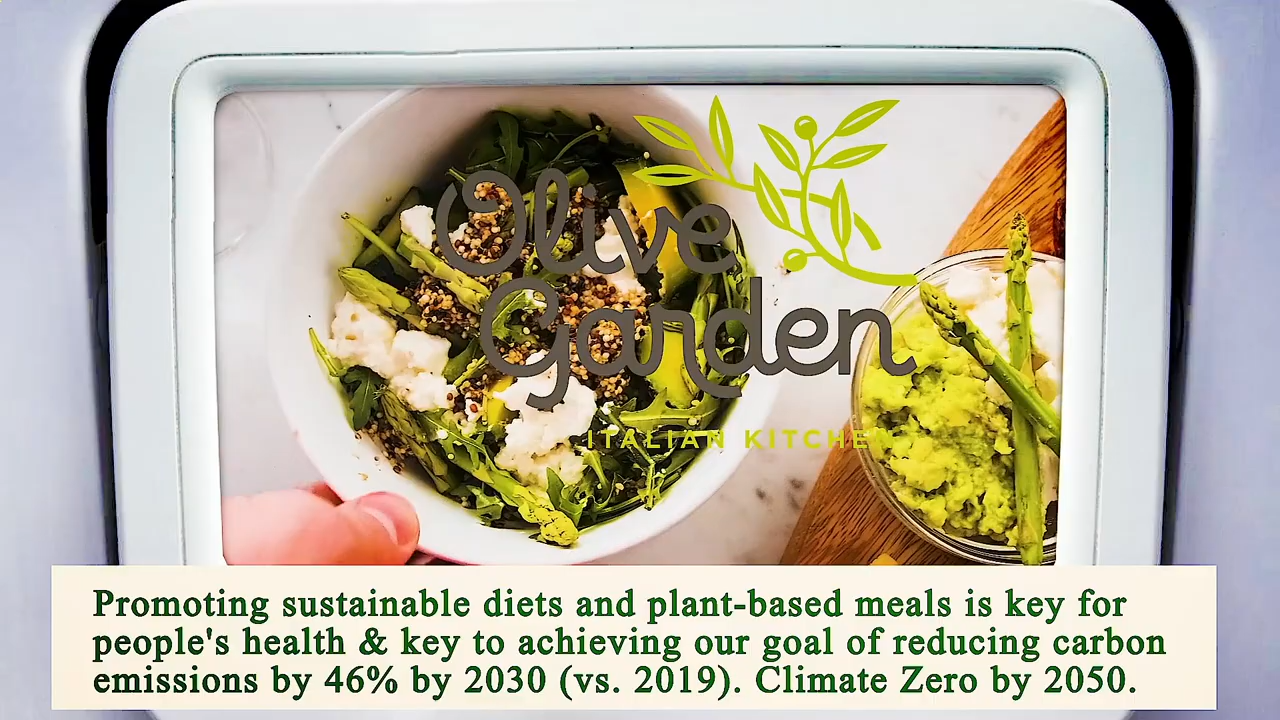 Olive
Garden
ITALIAN KITCHEN
Promoting sustainable diets and plant-based meals is key for
people's health & key to achieving our goal of reducing carbon
emissions by 46% by 2030 (vs. 2019). Climate Zero by 2050.